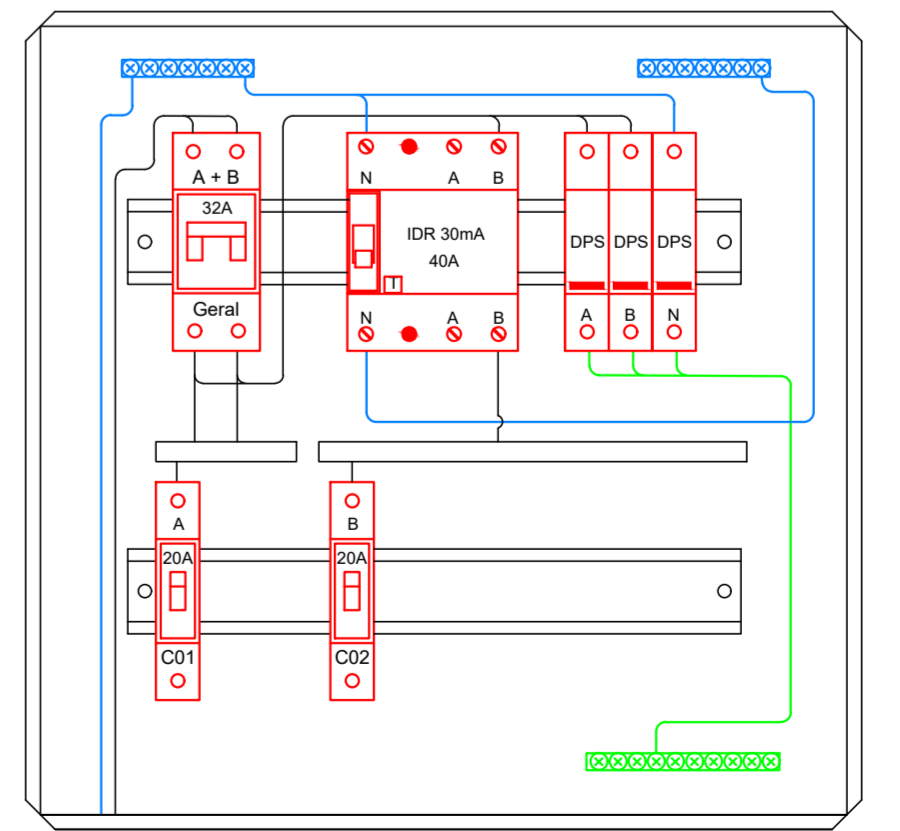 A + B
32A
Geral
N A B
IDR 30mA
40A
T
N A B
DPS DPS DPS
A B N
A
20A
C01
B
20A
C02